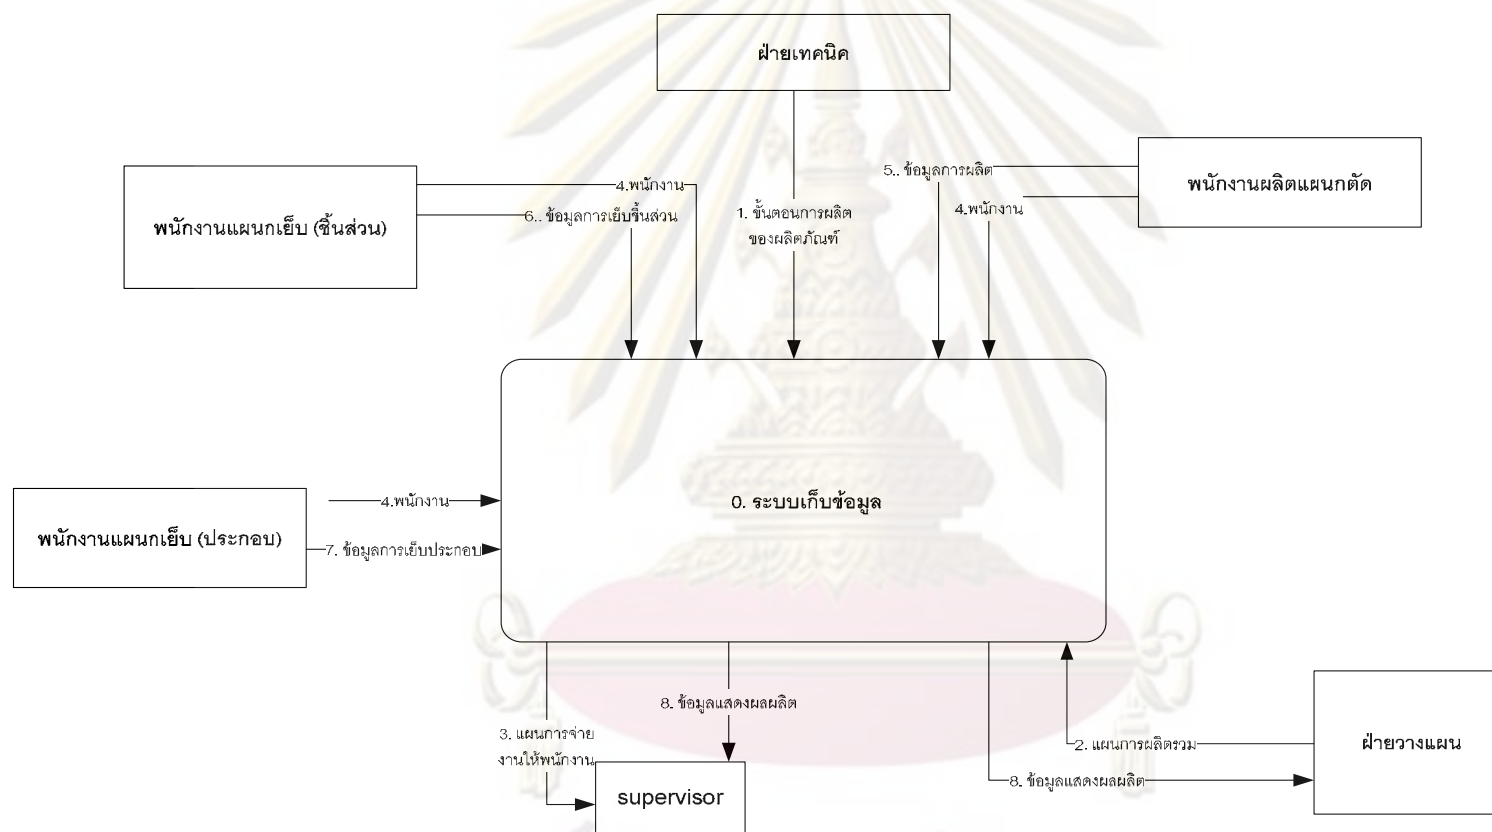 ฝ่ายเทคนิค
พนักงานผลิตแผนกตัด
พนักงานแผนกเย็บ (ชิ้นส่วน)
5.. ข้อมูลการผลิต
4.พนักงาน
4.พนักงาน
6.. ข้อมูลการเย็บชิ้นส่วน
1. ขั้นตอนการผลิต
ของผลิตภัณฑ์
0. ระบบเก็บข้อมูล
4.พนักงาน
พนักงานแผนกเย็บ (ประกอบ)
7. ข้อมูลการเย็บประกอบ
8. ข้อมูลแสดงผลผลิต
3. แผนการจ่าย
งานให้พนักงาน
supervisor
2. แผนการผลิตรวม
ฝ่ายวางแผน
8. ข้อมูลแสดงผลผลิต